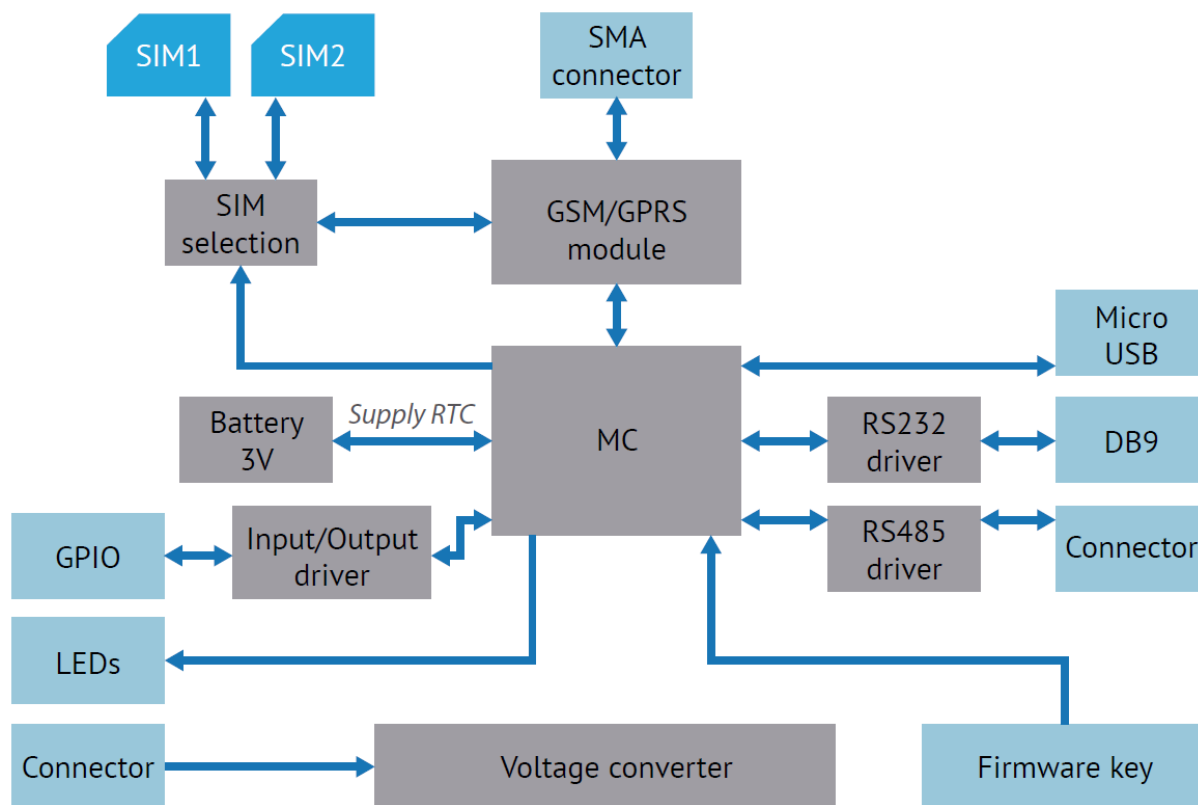 SIM1
SIM2
SMA
connector
SIM
selection
GSM/GPRS
module
Micro
USB
Battery
3V
Supply RTC
MC
RS232
driver
DB9
GPIO
Input/Output
driver
RS485
driver
Connector
LEDs
Connector
Voltage converter
Firmware key